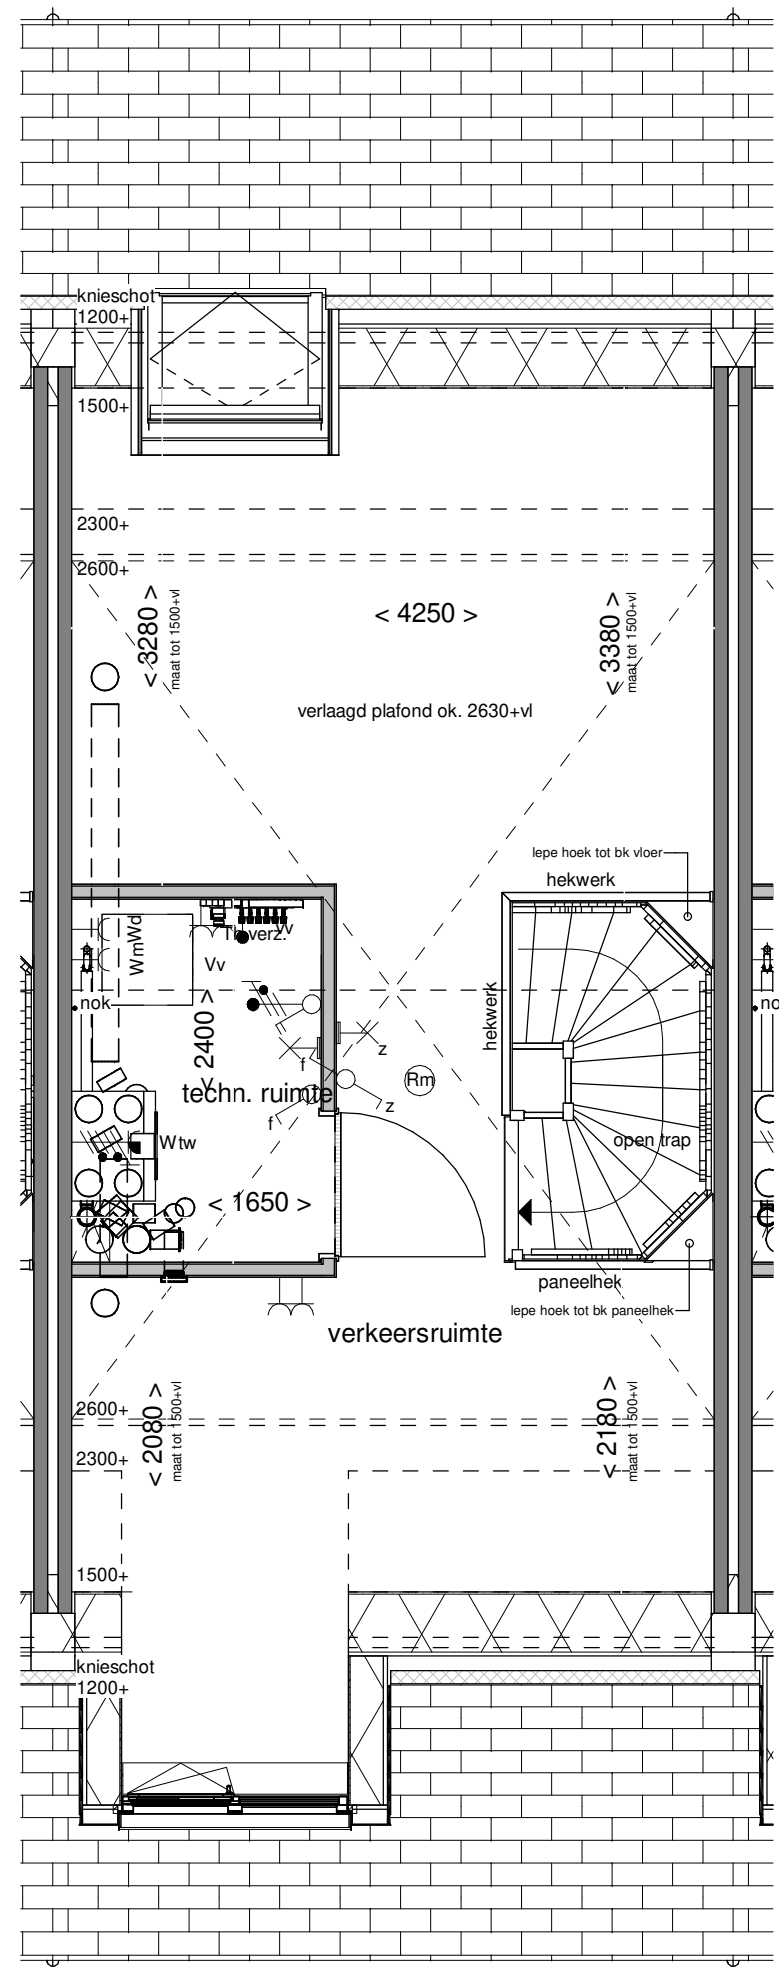 knieschot
1200+
1500+
2300+
2600+
< 3280 >
maat tot 1500+vl
< 4250 >
< 3380 >
maat tot 1500+vl
verlaagd plafond ok. 2630+vl
lepe hoek tot bk vloer
hekwerk
WmWd
Th.verz.
Vv
Vv
nok
no
< 2400 >
hekwerk
z
f
Rm
techn. ruimte
z
f
Wtw
open trap
< 1650 >
paneelhek
lepe hoek tot bk paneelhek
verkeersruimte
2600+
< 2080 >
maat tot 1500+vl
< 2180 >
maat tot 1500+vl
2300+
1500+
knieschot
1200+